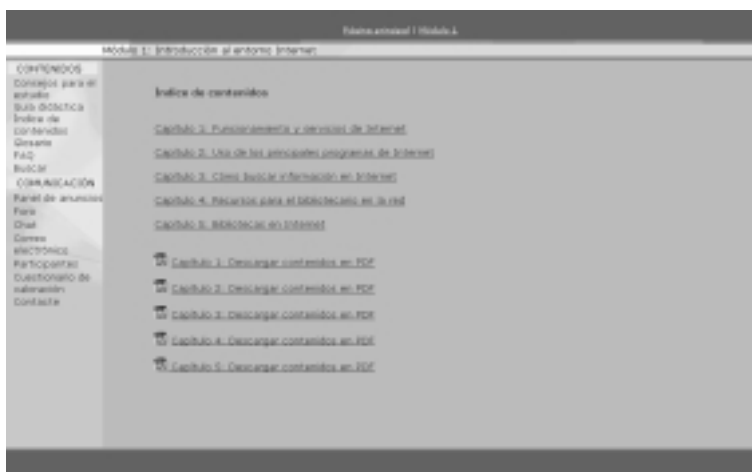 Página principal | Módulo 1
Módulo 1: Introducción al entorno Internet
CONTENIDOS
Consejos para el
estudio
Guía didáctica
Índice de
contenidos
Glosario
FAQ
Buscar
COMUNICACIÓN
Panel de anuncios
Foro
Chat
Correo
electrónico
Participantes
Cuestionario de
valoración
Contacte
Índice de contenidos
Capítulo 1: Funcionamiento y servicios de Internet
Capítulo 2: Uso de los principales programas de Internet
Capítulo 3: Cómo buscar información en Internet
Capítulo 4: Recursos para el bibliotecario en la red
Capítulo 5: Bibliotecas en Internet
Capítulo 1: Descargar contenidos en PDF
Capítulo 2: Descargar contenidos en PDF
Capítulo 3: Descargar contenidos en PDF
Capítulo 4: Descargar contenidos en PDF
Capítulo 5: Descargar contenidos en PDF